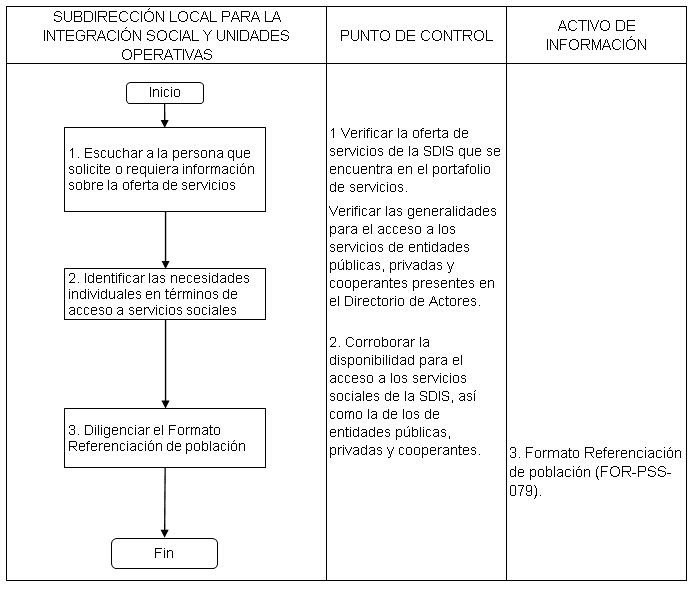 SUBDIRECCIÓN LOCAL PARA LA
INTEGRACIÓN SOCIAL Y UNIDADES
OPERATIVAS
PUNTO DE CONTROL
ACTIVO DE
INFORMACIÓN
Inicio
1. Escuchar a la persona que
solicite o requiera información
sobre la oferta de servicios
2. Identificar las necesidades
individuales en términos de
acceso a servicios sociales
3. Diligenciar el Formato
Referenciación de población
Fin
1 Verificar la oferta de
servicios de la SDIS que se
encuentra en el portafolio
de servicios.
Verificar las generalidades
para el acceso a los
servicios de entidades
públicas, privadas y
cooperantes presentes en
el Directorio de Actores.
2. Corroborar la
disponibilidad para el
acceso a los servicios
sociales de la SDIS, así
como la de los de
entidades públicas,
privadas y cooperantes.
3. Formato Referenciación
de población (FOR-PSS-
079).